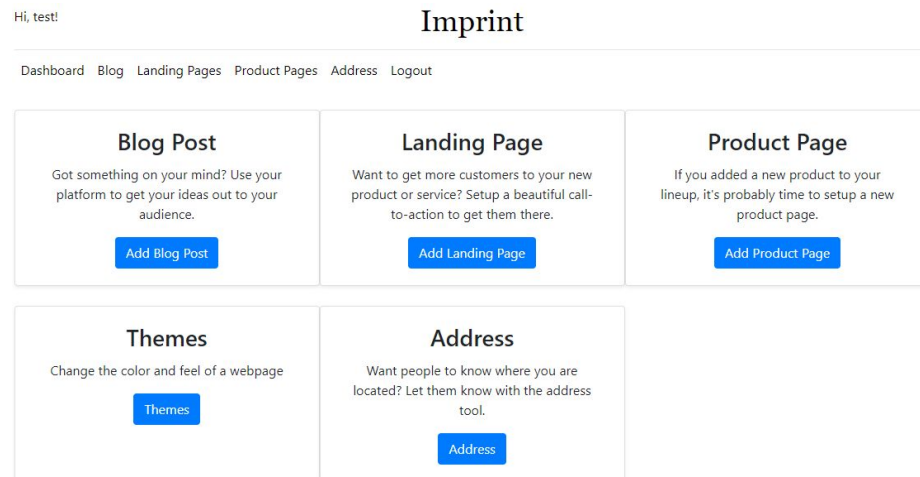 Hi, test!
Imprint
Dashboard Blog Landing Pages Product Pages Address Logout
Blog Post
Got something on your mind? Use your
platform to get your ideas out to your
audience.
Add Blog Post
Landing Page
Want to get more customers to your new
product or service? Setup a beautiful call-
to-action to get them there.
Add Landing Page
Product Page
If you added a new product to your
lineup, it's probably time to setup a new
product page.
Add Product Page
Themes
Change the color and feel of a webpage
Themes
Address
Want people to know where you are
located? Let them know with the address
tool.
Address